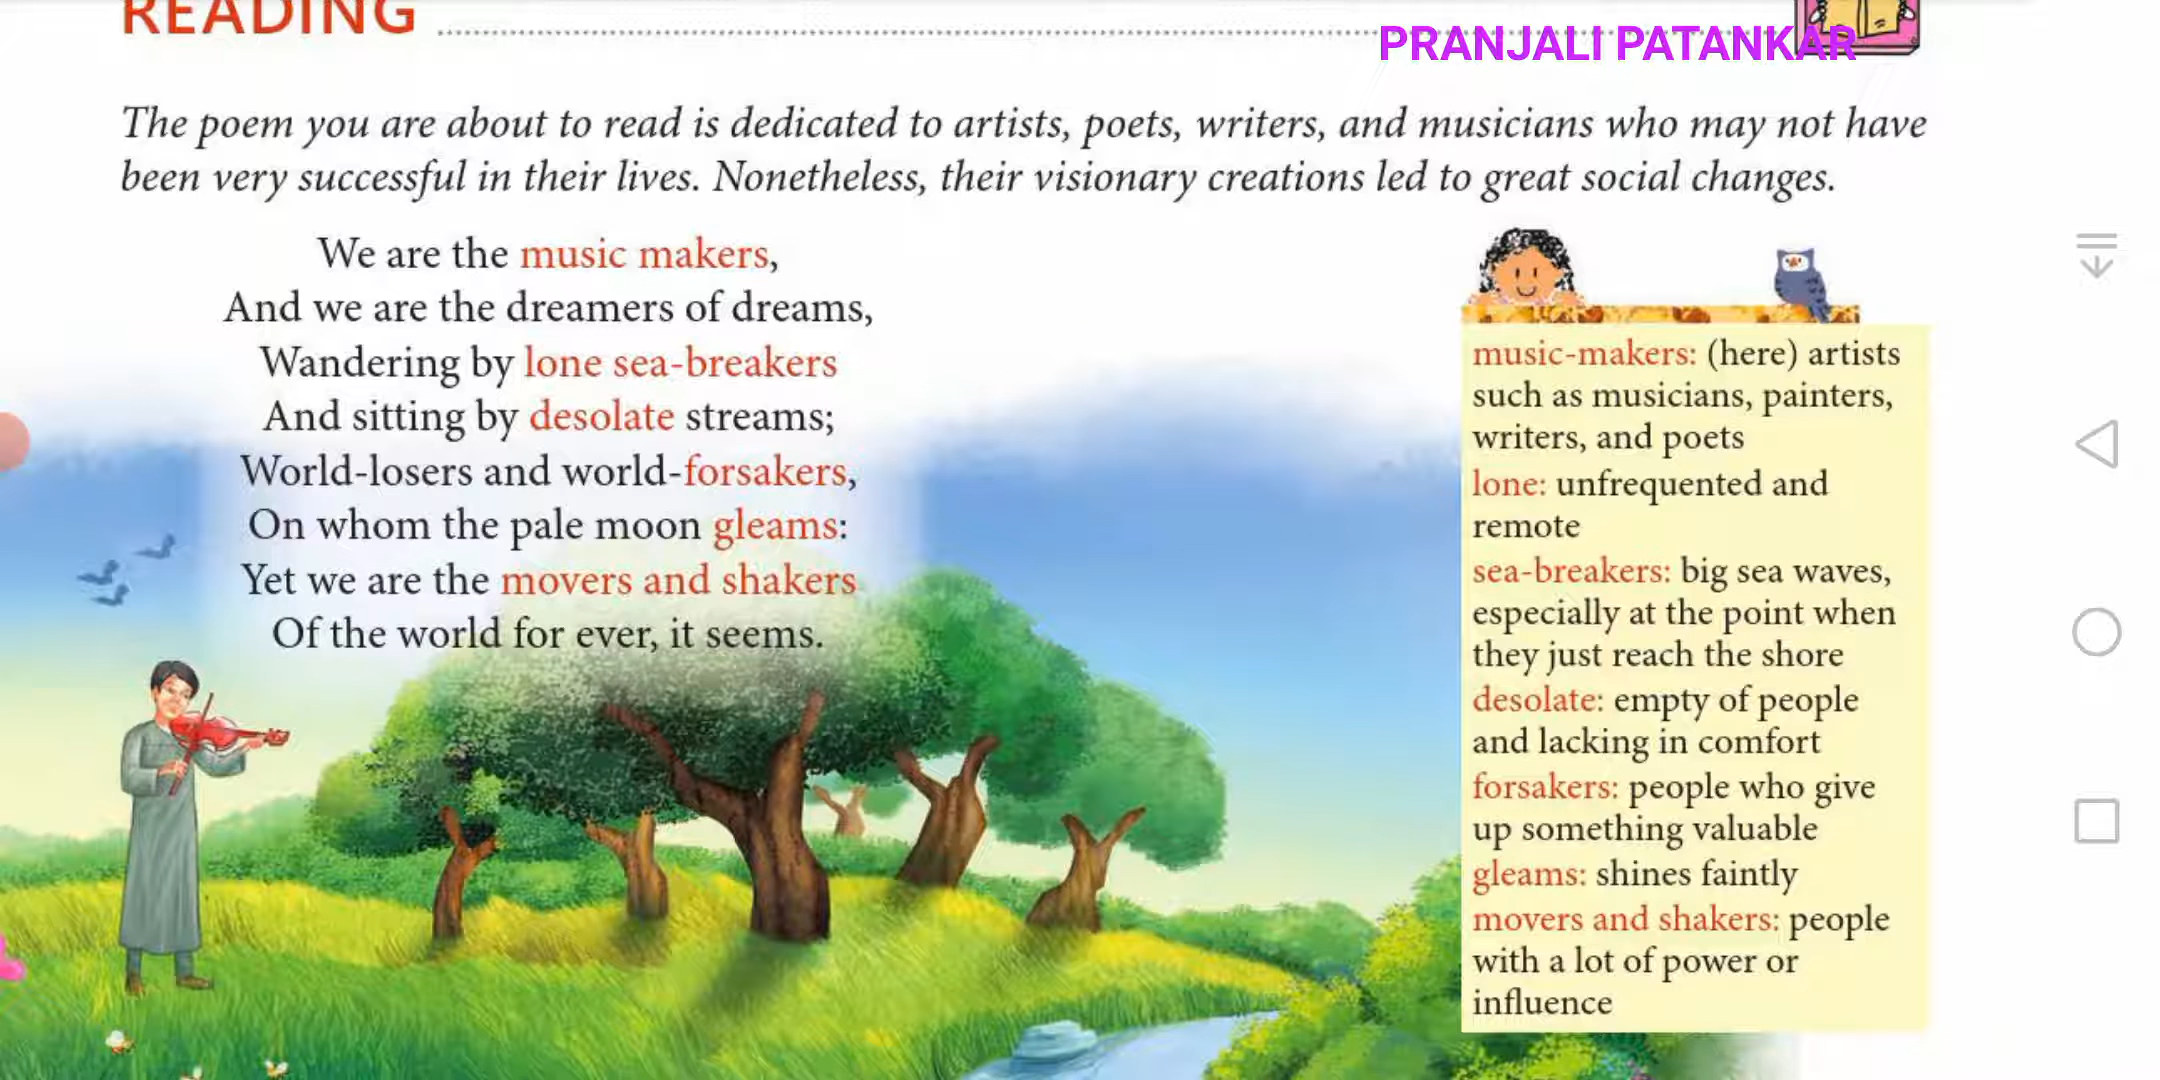 READING
PRANJALI PATANKAR
The poem you are about to read is dedicated to artists, poets, writers, and musicians who may not have
been very successful in their lives. Nonetheless, their visionary creations led to great social changes.
We are the music makers,
And we are the dreamers of dreams,
Wandering by lone sea-breakers
And sitting by desolate streams;
World-losers and world-forsakers,
On whom the pale moon gleams:
Yet we are the movers and shakers
Of the world for ever, it seems.
music-makers: (here) artists
such as musicians, painters,
writers, and poets
lone: unfrequented and
remote
sea-breakers: big sea waves,
especially at the point when
they just reach the shore
desolate: empty of people
and lacking in comfort
forsakers: people who give
up something valuable
gleams: shines faintly
movers and shakers: people
with a lot of power or
influence